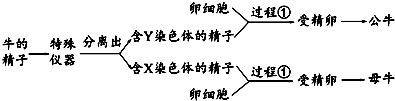 卵细胞 过程① 受精卵 公牛
牛的精子 特殊仪器 分离出 含Y染色体的精子
含X染色体的精子 过程① 受精卵 母牛
卵细胞